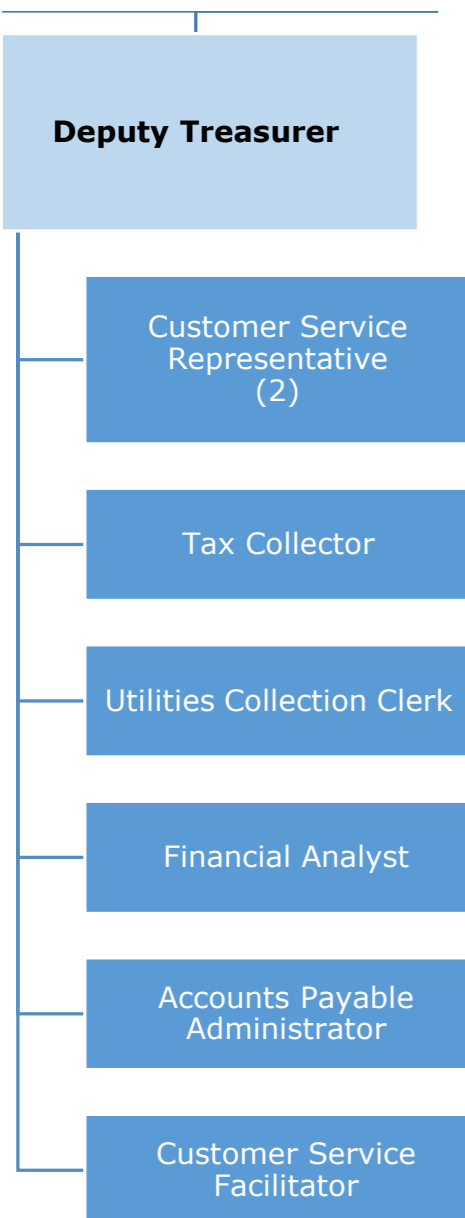 Deputy Treasurer
Customer Service
Representative
(2)
Tax Collector
Utilities Collection Clerk
Financial Analyst
Accounts Payable
Administrator
Customer Service
Facilitator